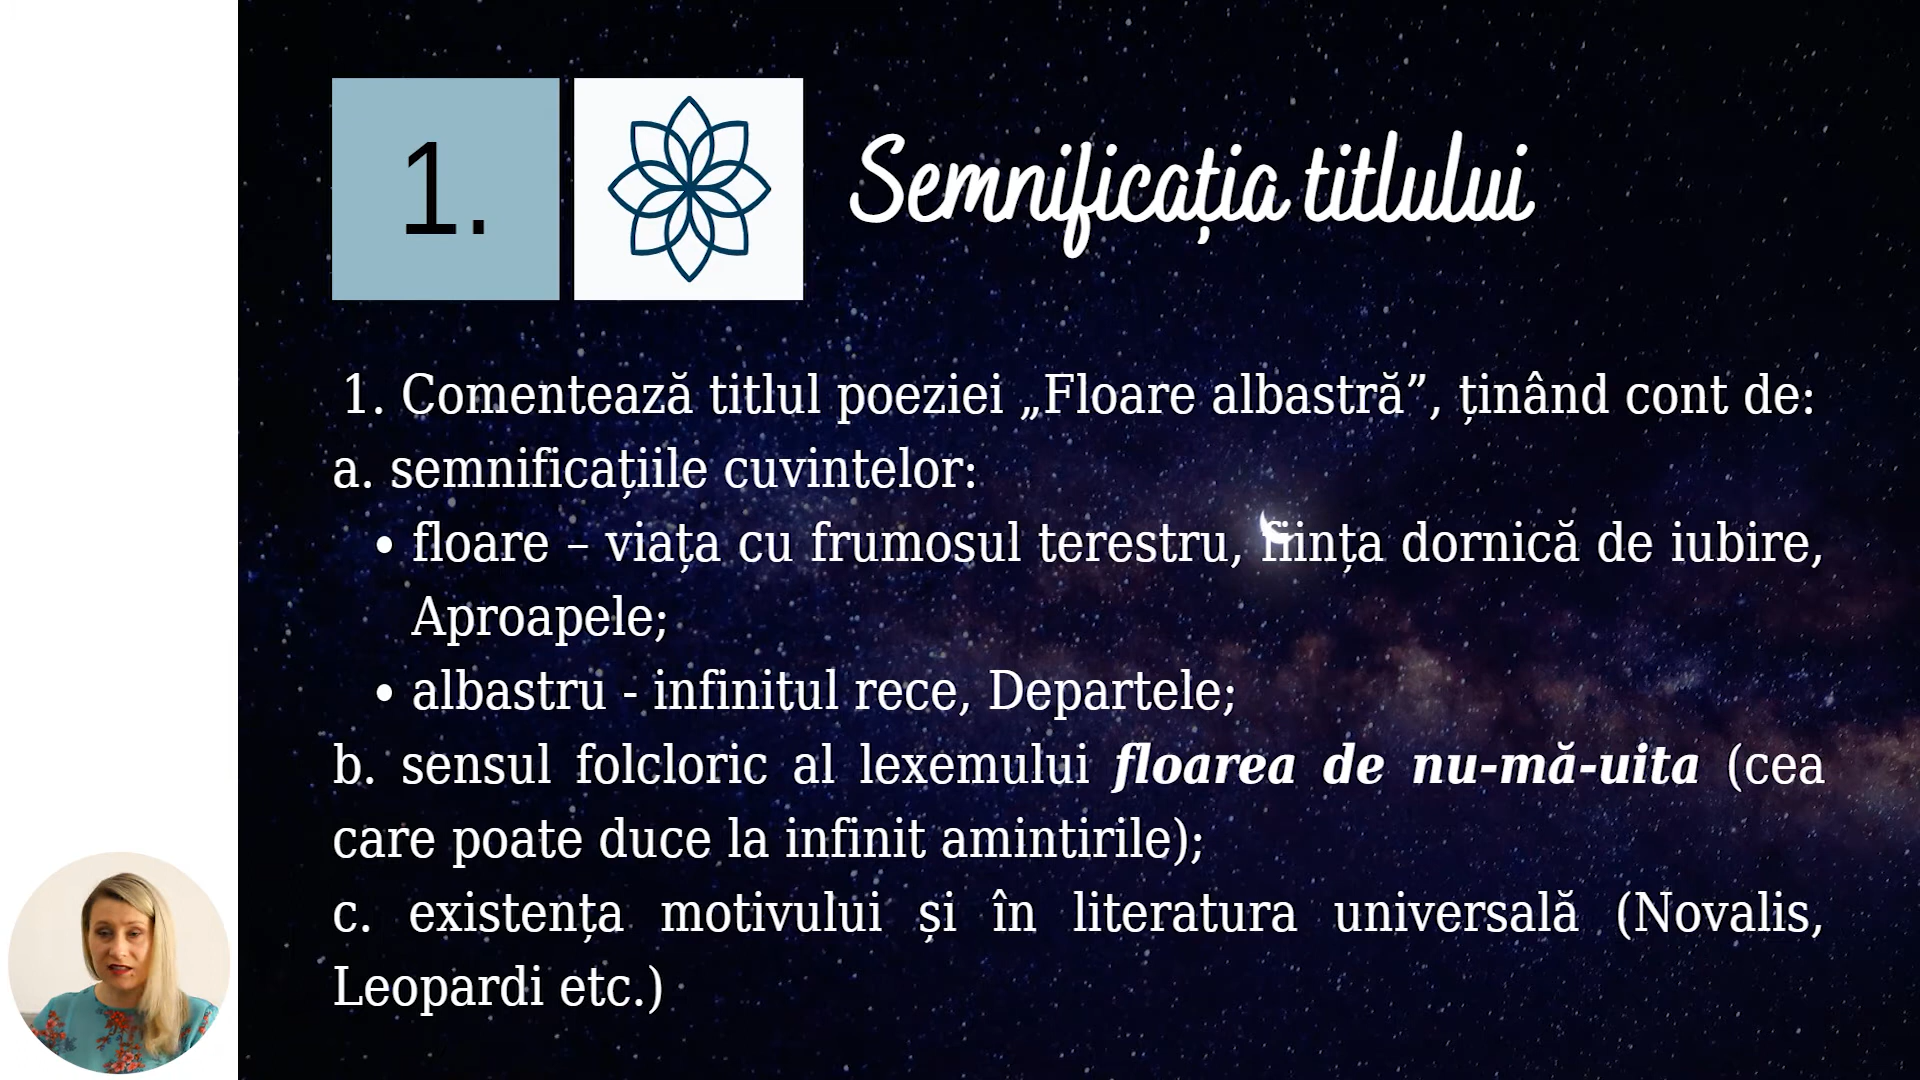 1.
Semnificația titlului
1. Comentează titlul poeziei „Floare albastră”, ținând cont de:
a. semnificațiile cuvintelor:
• floare – viața cu frumosul terestru, ființa dornică de iubire,
Aproapele;
• albastru - infinitul rece, Departele;
b. sensul folcloric al lexemului floarea de nu-mă-uita (cea
care poate duce la infinit amintirile);
c. existența motivului și în literatura universală (Novalis,
Leopardi etc.)